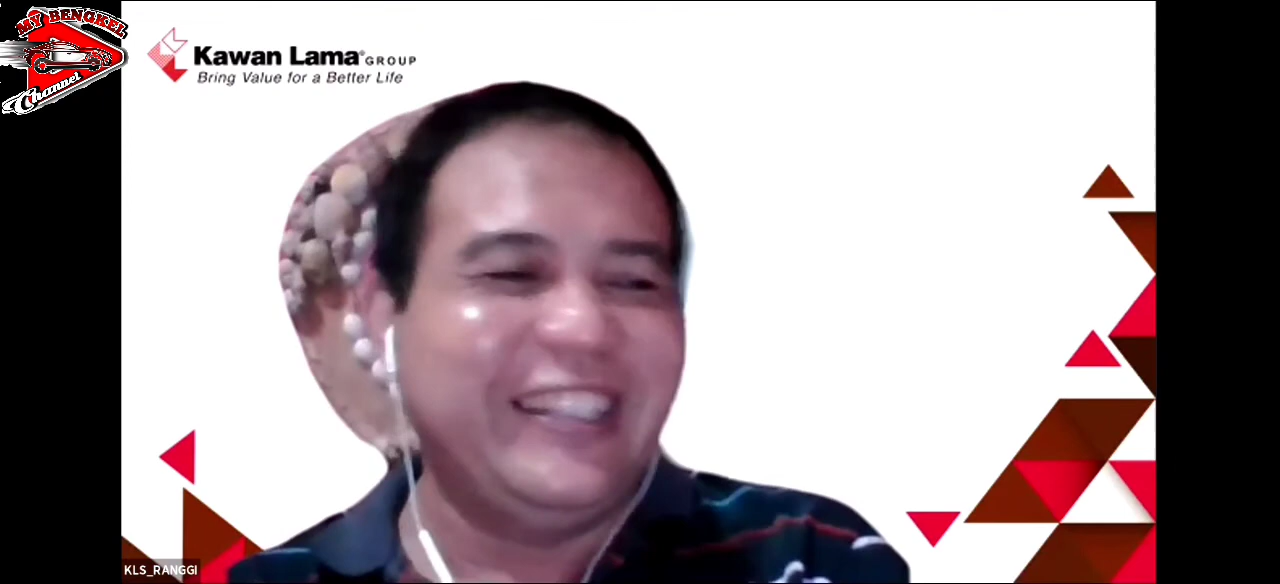 MY BENGKEL
Channel
Kawan Lama® GROUP
Bring Value for a Better Life
KLS_RANGGI